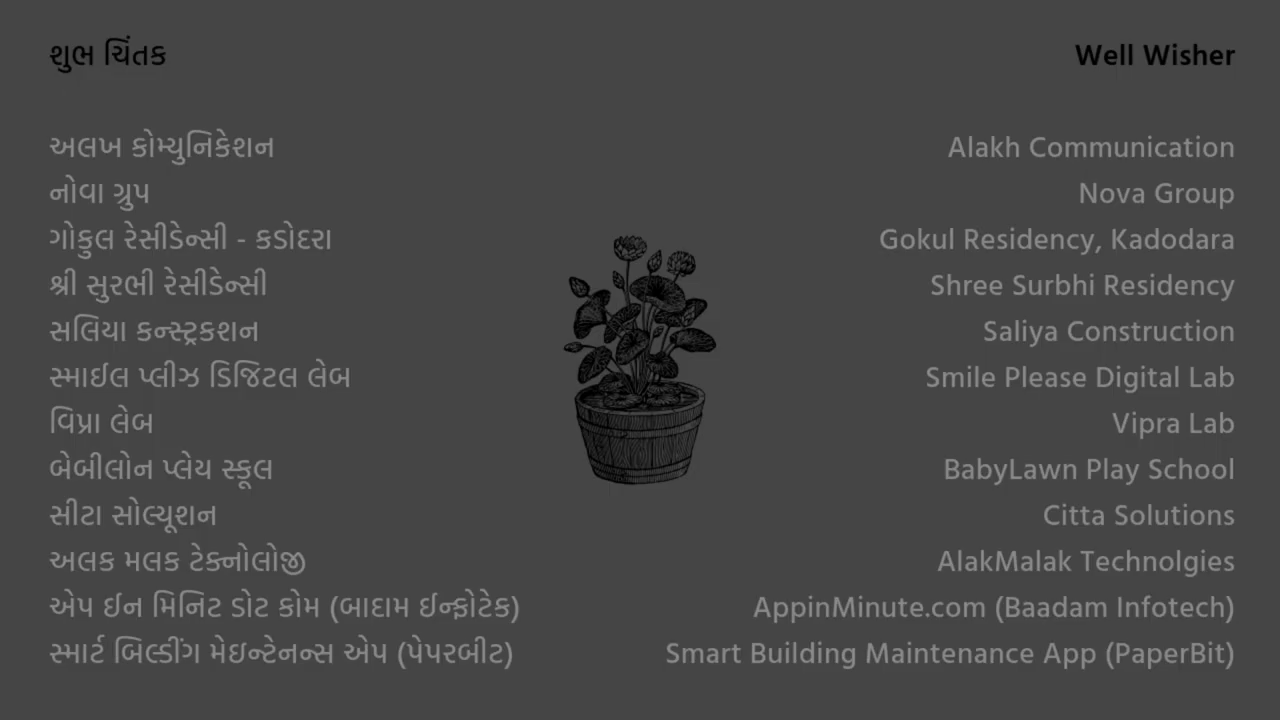 શુભ ચિંતક Well Wisher
અલખ કોમ્યુનિકેશન Alakh Communication
નોવા ગ્રુપ Nova Group
ગોકુલ રેસીડેન્સી - કડોદરા Gokul Residency, Kadodara
શ્રી સુરભી રેસીડેન્સી Shree Surbhi Residency
સલિયા કન્સ્ટ્રકશન Saliya Construction
સ્માઈલ પ્લીઝ ડિજિટલ લેબ Smile Please Digital Lab
વિપ્રા લેબ Vipra Lab
બેબીલોન પ્લેય સ્કૂલ BabyLawn Play School
સીટા સોલ્યૂશન Citta Solutions
અલક મલક ટેક્નોલોજી AlakMalak Technolgies
એપ ઈન મિનિટ ડોટ કોમ (બાદામ ઈન્ફોટેક) AppinMinute.com (Baadam Infotech)
સ્માર્ટ બિલ્ડીંગ મેઇન્ટેનન્સ એપ (પેપરબીટ) Smart Building Maintenance App (PaperBit)